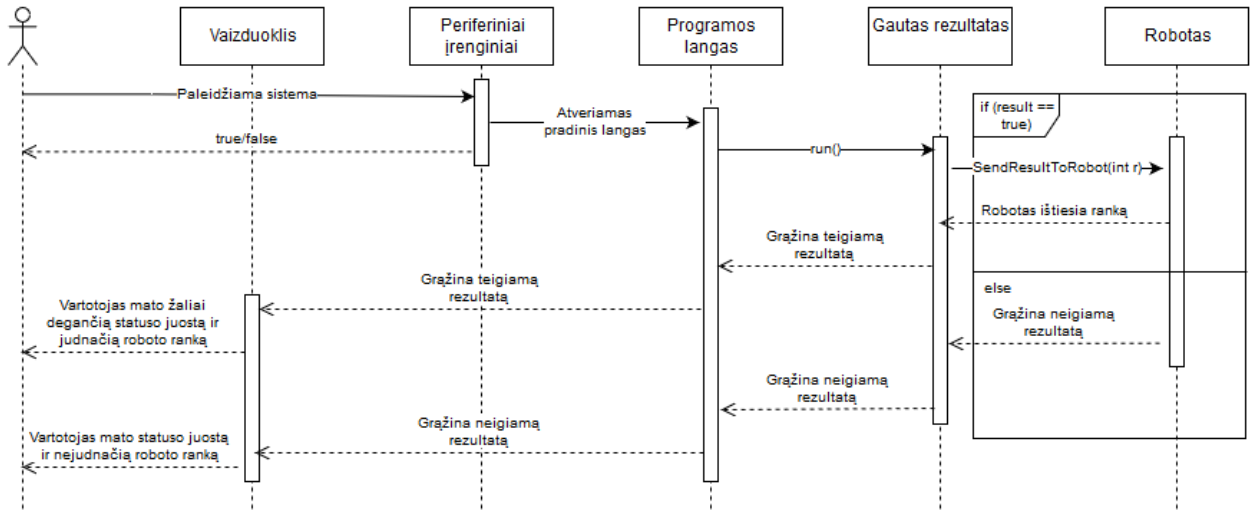 Vaizduoklis
Periferiniai
įrenginiai
Programos
langas
Gautas rezultatas
Robotas
Paleidžiama sistema
true/false
Atveriamas
pradinis langas
run()
if (result ==
true)
SendResultToRobot(int r)
Robotas ištiesia ranką
Grąžina teigiamą
rezultatą
Grąžina teigiamą
rezultatą
Vartotojas mato žaliai
degančią statuso juostą ir
judnačią roboto ranką
else
Grąžina neigiamą
rezultatą
Grąžina neigiamą
rezultatą
Grąžina neigiamą
rezultatą
Vartotojas mato statuso juostą
ir nejudnačią roboto ranką